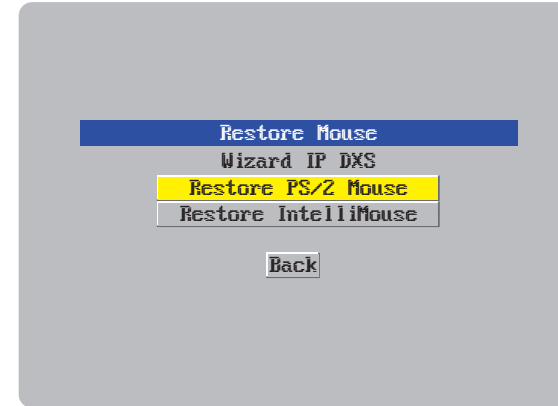 Restore Mouse
Wizard IP DXS
Restore PS/2 Mouse
Restore IntelliMouse
Back